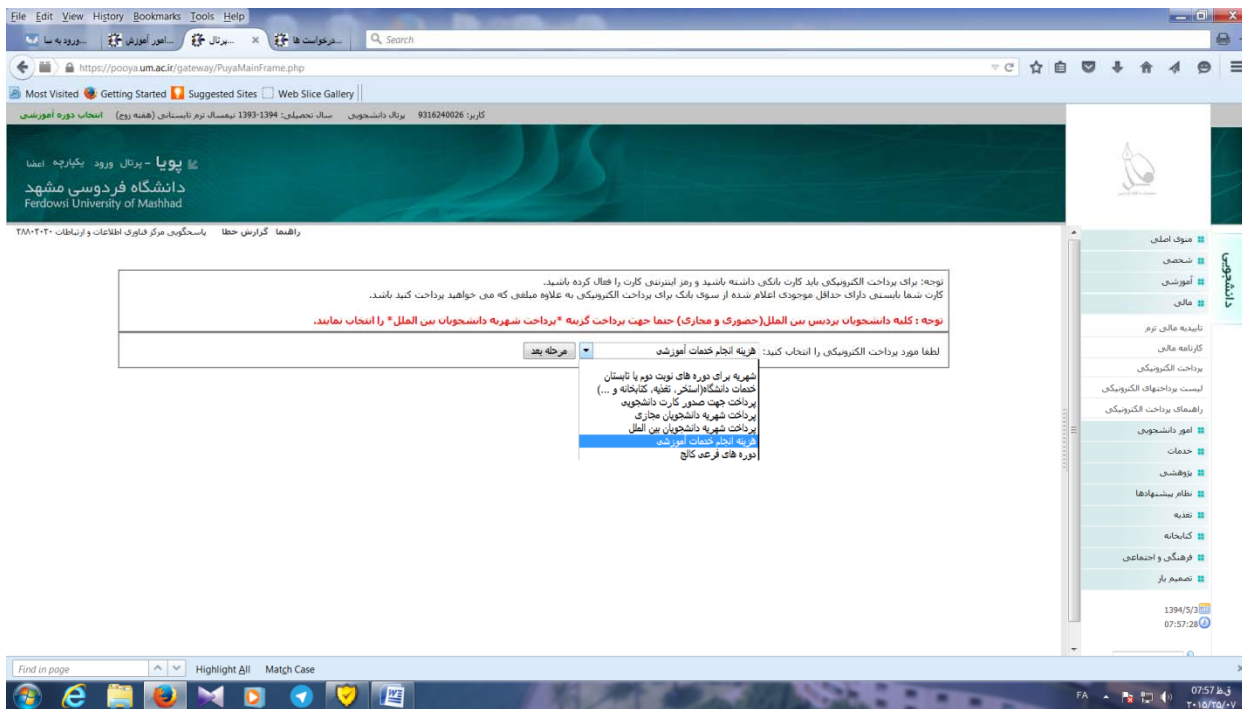 File Edit View History Bookmarks Tools Help
درخواست ها...
پرتال...
امور آموزش...
ورود به سا...
Search
https://pooya.um.ac.ir/gateway/PuyaMainFrame.php
Most Visited Getting Started Suggested Sites Web Slice Gallery
کاربر: 9316240026 پرتال دانشجویی سال تحصیلی: 1394-1393 نیمسال ترم تابستانی (هفته زوج) انتخاب دوره آموزشی
پویا - پرتال ورود یکپارچه اعضا
دانشگاه فردوسی مشهد
Ferdowsi University of Mashhad
راهنما گزارش خطا پاسخگویی مرکز فناوری اطلاعات و ارتباطات ۳۸۸۰۲۰۲۰
توجه: برای پرداخت الکترونیکی باید کارت بانکی داشته باشید و رمز اینترنتی کارت را فعال کرده باشید.
کارت شما بایستی دارای حداقل موجودی اعلام شده از سوی بانک برای پرداخت الکترونیکی به علاوه مبلغی که می خواهید پرداخت کنید باشد.
توجه : کلیه دانشجویان پردیس بین الملل(حضوری و مجازی) حتما جهت پرداخت گزینه *پرداخت شهریه دانشجویان بین الملل* را انتخاب نمایند.
لطفا مورد پرداخت الکترونیکی را انتخاب کنید: هزینه انجام خدمات آموزشی مرحله بعد
شهریه برای دوره های نوبت دوم یا تابستان
خدمات دانشگاه(استخر, تغذیه, کتابخانه و ...)
پرداخت جهت صدور کارت دانشجویی
پرداخت شهریه دانشجویان مجازی
پرداخت شهریه دانشجویان بین الملل
هزینه انجام خدمات آموزشی
دوره های فرعی کالج
دانشجویی
منوی اصلی
شخصی
آموزشی
مالی
تاییدیه مالی ترم
کارنامه مالی
پرداخت الکترونیکی
لیست پرداختهای الکترونیکی
راهنمای پرداخت الکترونیکی
امور دانشجویی
خدمات
پژوهشی
نظام پیشنهادها
تغذیه
کتابخانه
فرهنگی و اجتماعی
تصمیم یار
1394/5/3
07:57:28
Find in page Highlight All Match Case
FA
07:57 ق.ظ